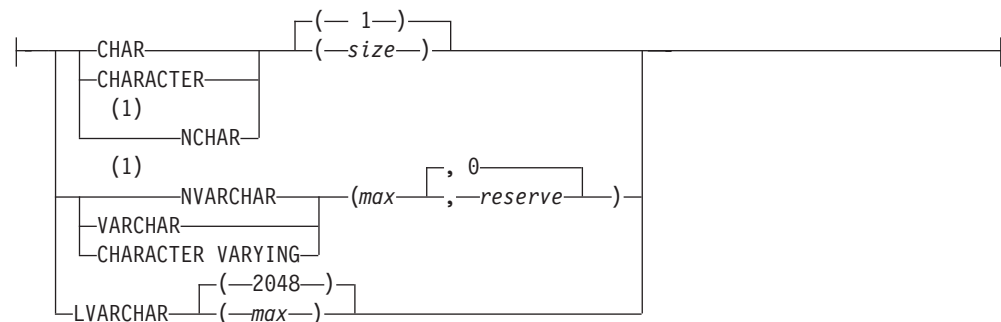 ( 1 )
CHAR ( size )
CHARACTER
(1)
NCHAR
(1) , 0
NVARCHAR (max , reserve )
VARCHAR
CHARACTER VARYING
( 2048 )
LVARCHAR ( max )